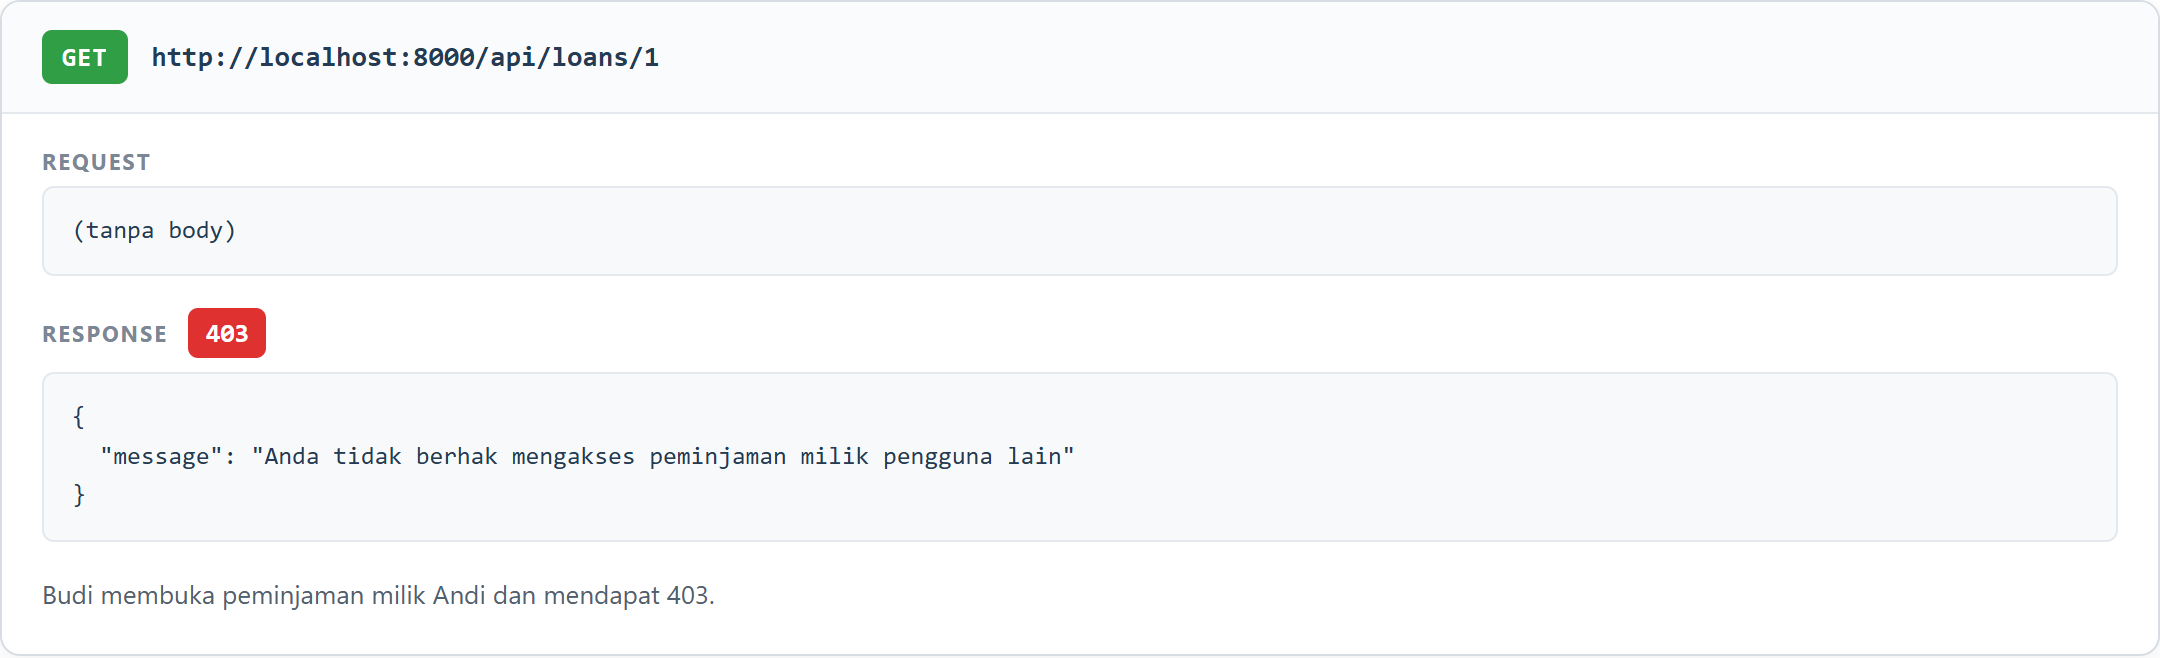 GET http://localhost:8000/api/loans/1
REQUEST
(tanpa body)
RESPONSE 403
{
  "message": "Anda tidak berhak mengakses peminjaman milik pengguna lain"
}
Budi membuka peminjaman milik Andi dan mendapat 403.